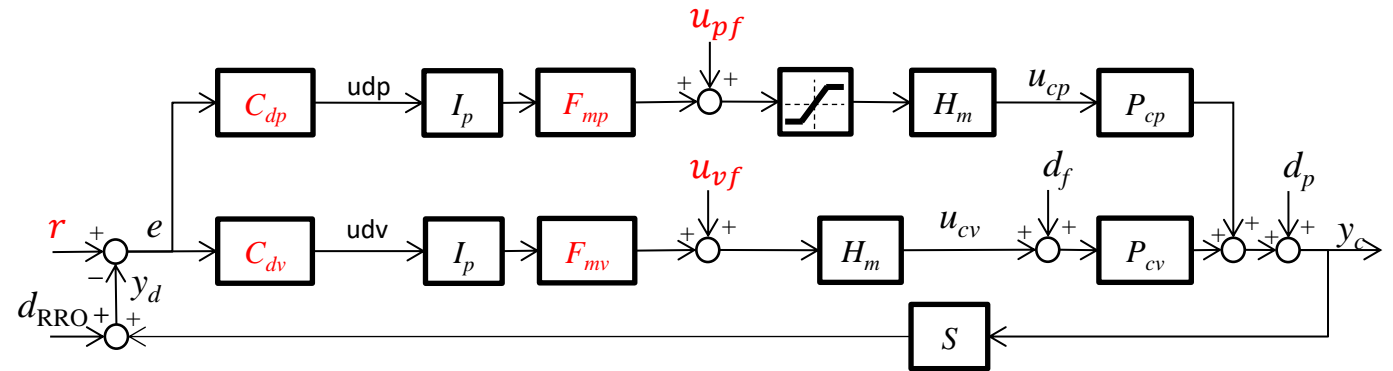 u_pf
+ +
C_dp udp I_p F_mp H_m u_cp P_cp
u_vf d_f d_p
r + e C_dv udv I_p F_mv + + H_m u_cv + + P_cv + + + + y_c
− y_d
d_RRO + + S